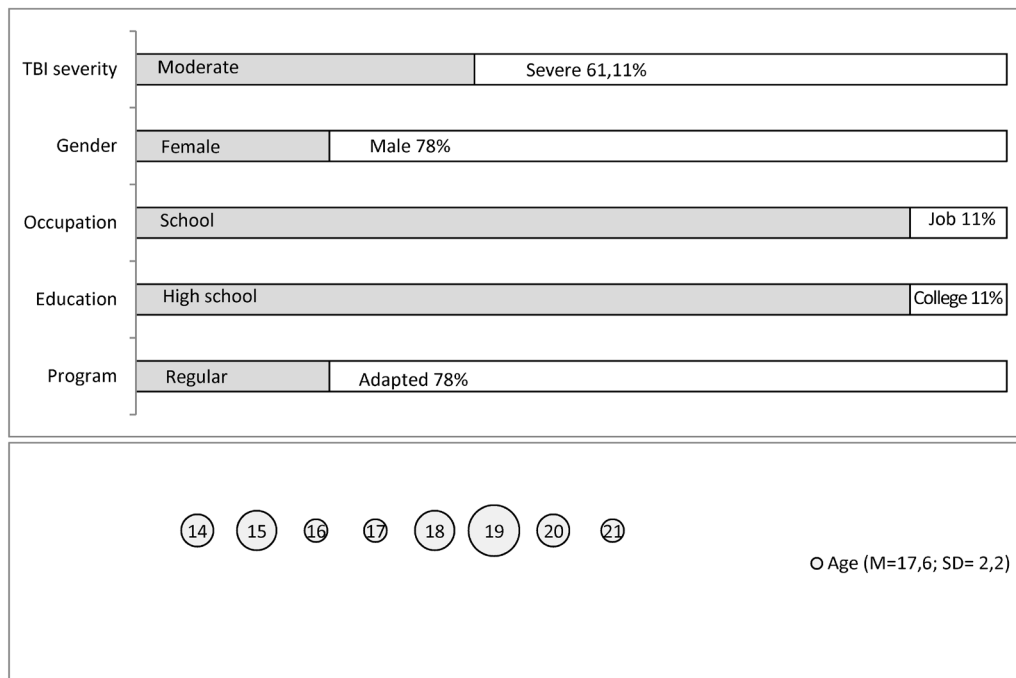 TBI severity Moderate Severe 61,11%
Gender Female Male 78%
Occupation School Job 11%
Education High school College 11%
Program Regular Adapted 78%
14 15 16 17 18 19 20 21
Age (M=17,6; SD= 2,2)